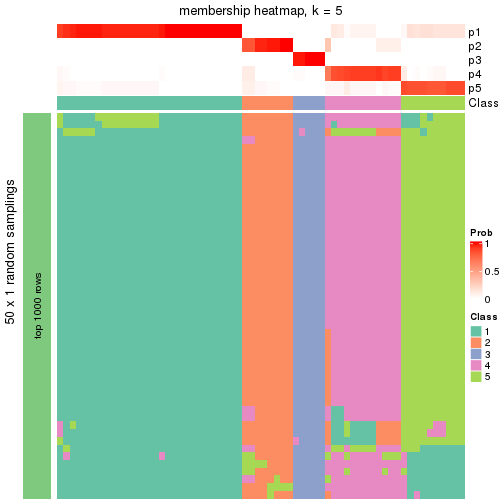 membership heatmap, k = 5
p1
p2
p3
p4
p5
Class
50 x 1 random samplings
top 1000 rows
Prob
1
0.5
0
Class
1
2
3
4
5